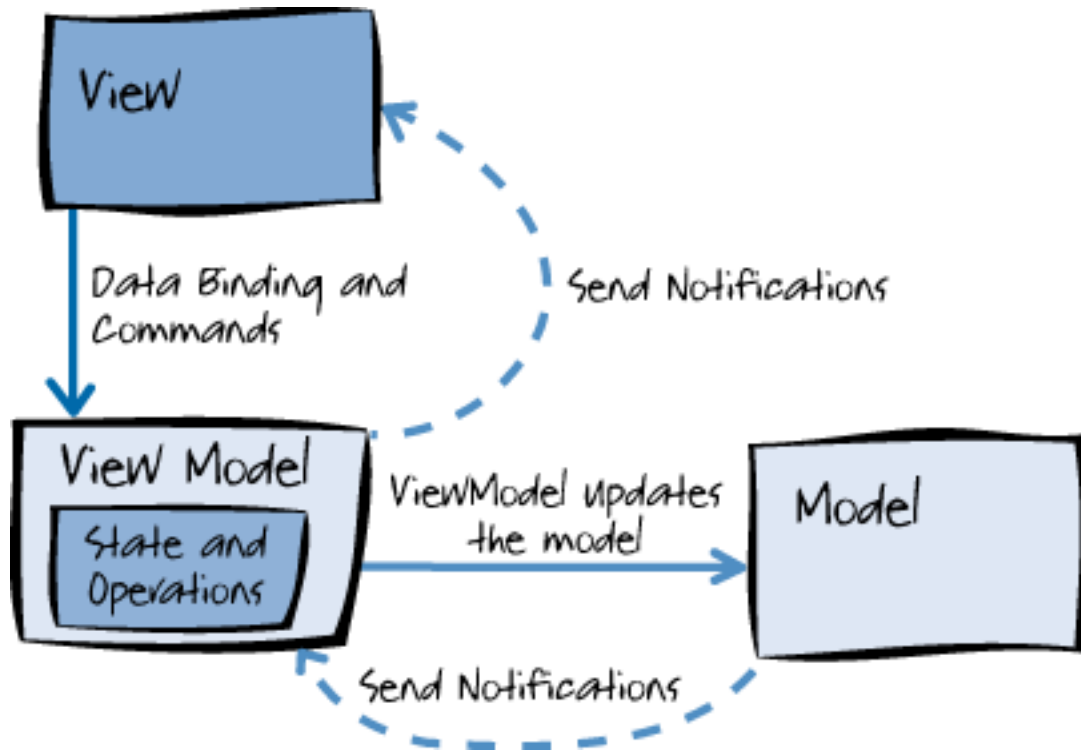 View
Data Binding and
Commands
Send Notifications
View Model
State and
Operations
ViewModel updates
the model
Model
Send Notifications